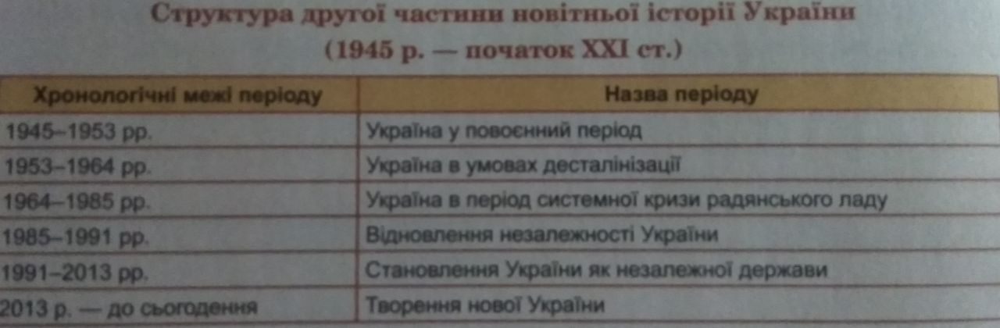 Структура другої частини новітньої історії України
(1945 р. — початок XXI ст.)
Хронологічні межі періоду Назва періоду
1945–1953 рр. Україна у повоєнний період
1953–1964 рр. Україна в умовах десталінізації
1964–1985 рр. Україна в період системної кризи радянського ладу
1985–1991 рр. Відновлення незалежності України
1991–2013 рр. Становлення України як незалежної держави
2013 р. — до сьогодення Творення нової України